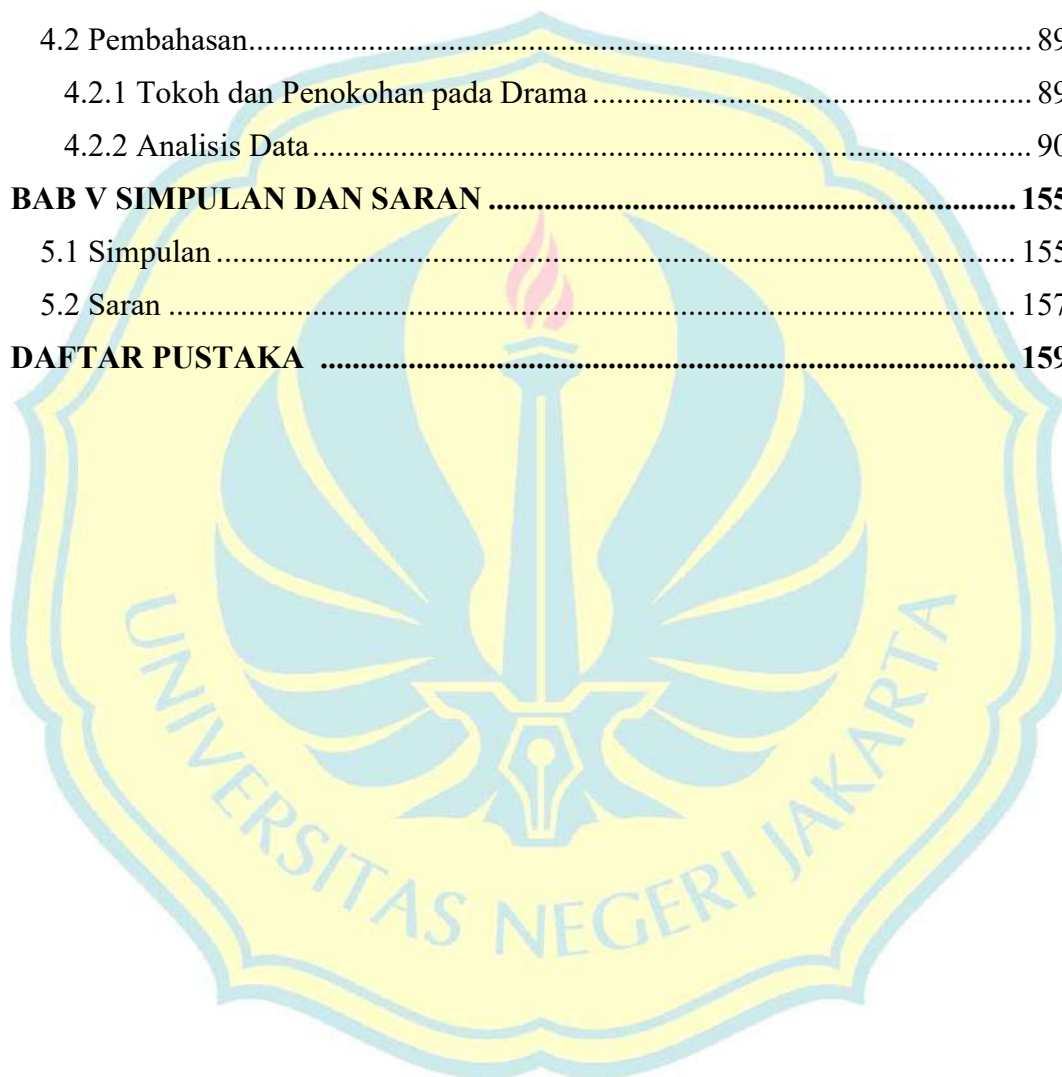 4.2 Pembahasan.................................................................................................... 89
4.2.1 Tokoh dan Penokohan pada Drama........................................................ 89
4.2.2 Analisis Data............................................................................................ 90
BAB V SIMPULAN DAN SARAN .................................................................... 155
5.1 Simpulan ....................................................................................................... 155
5.2 Saran ............................................................................................................. 157
DAFTAR PUSTAKA ......................................................................................... 159
UNIVERSITAS NEGERI JAKARTA